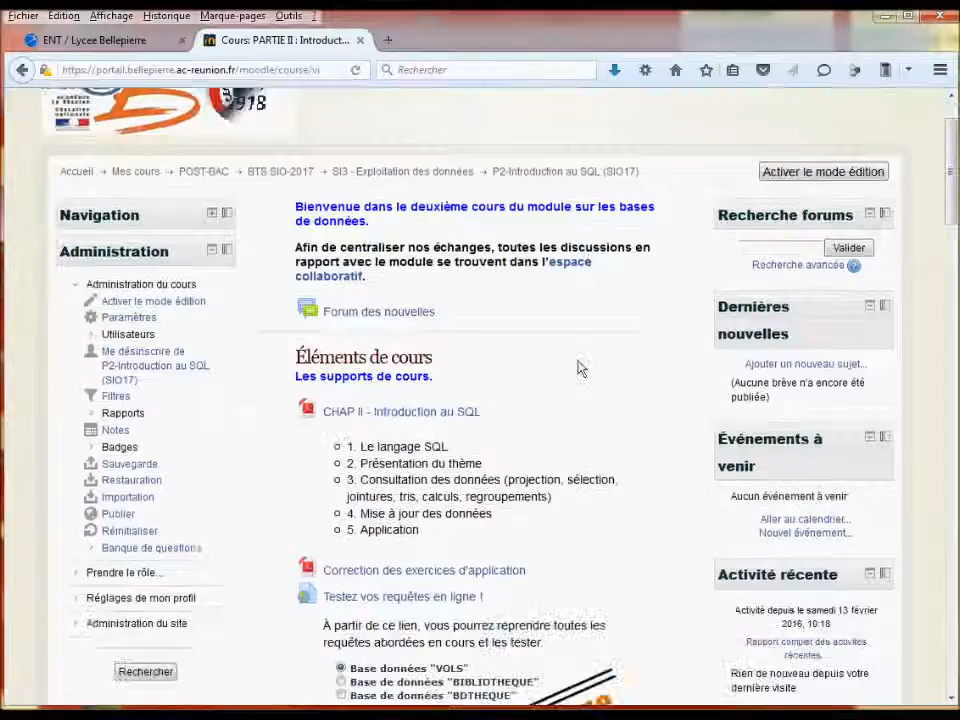 Fichier Edition Affichage Historique Marque-pages Outils ?
ENT / Lycee Bellepierre
Cours: PARTIE II : Introduct...
https://portail.bellepierre.ac-reunion.fr/moodle/course/vi
Rechercher
1918
Accueil → Mes cours → POST-BAC → BTS SIO-2017 → SI3 - Exploitation des données → P2-Introduction au SQL (SIO17)
Activer le mode édition
Navigation
Administration
Administration du cours
Activer le mode édition
Paramètres
Utilisateurs
Me désinscrire de
P2-Introduction au SQL
(SIO17)
Filtres
Rapports
Notes
Badges
Sauvegarde
Restauration
Importation
Publier
Réinitialiser
Banque de questions
Prendre le rôle...
Réglages de mon profil
Administration du site
Rechercher
Bienvenue dans le deuxième cours du module sur les bases
de données.
Afin de centraliser nos échanges, toutes les discussions en
rapport avec le module se trouvent dans l'espace
collaboratif.
Forum des nouvelles
Éléments de cours
Les supports de cours.
CHAP II - Introduction au SQL
1. Le langage SQL
2. Présentation du thème
3. Consultation des données (projection, sélection,
jointures, tris, calculs, regroupements)
4. Mise à jour des données
5. Application
Correction des exercices d'application
Testez vos requêtes en ligne !
À partir de ce lien, vous pourez reprendre toutes les
requêtes abordées en cours et les tester.
Base données "VOLS"
Base de données "BIBLIOTHEQUE"
Base de données "BDTHEQUE"
Recherche forums
Valider
Recherche avancée
Dernières
nouvelles
Ajouter un nouveau sujet...
(Aucune brève n'a encore été
publiée)
Événements à
venir
Aucun événement à venir
Aller au calendrier...
Nouvel événement...
Activité récente
Activité depuis le samedi 13 février
2016, 10:18
Rapport complet des activités
récentes...
Rien de nouveau depuis votre
dernière visite